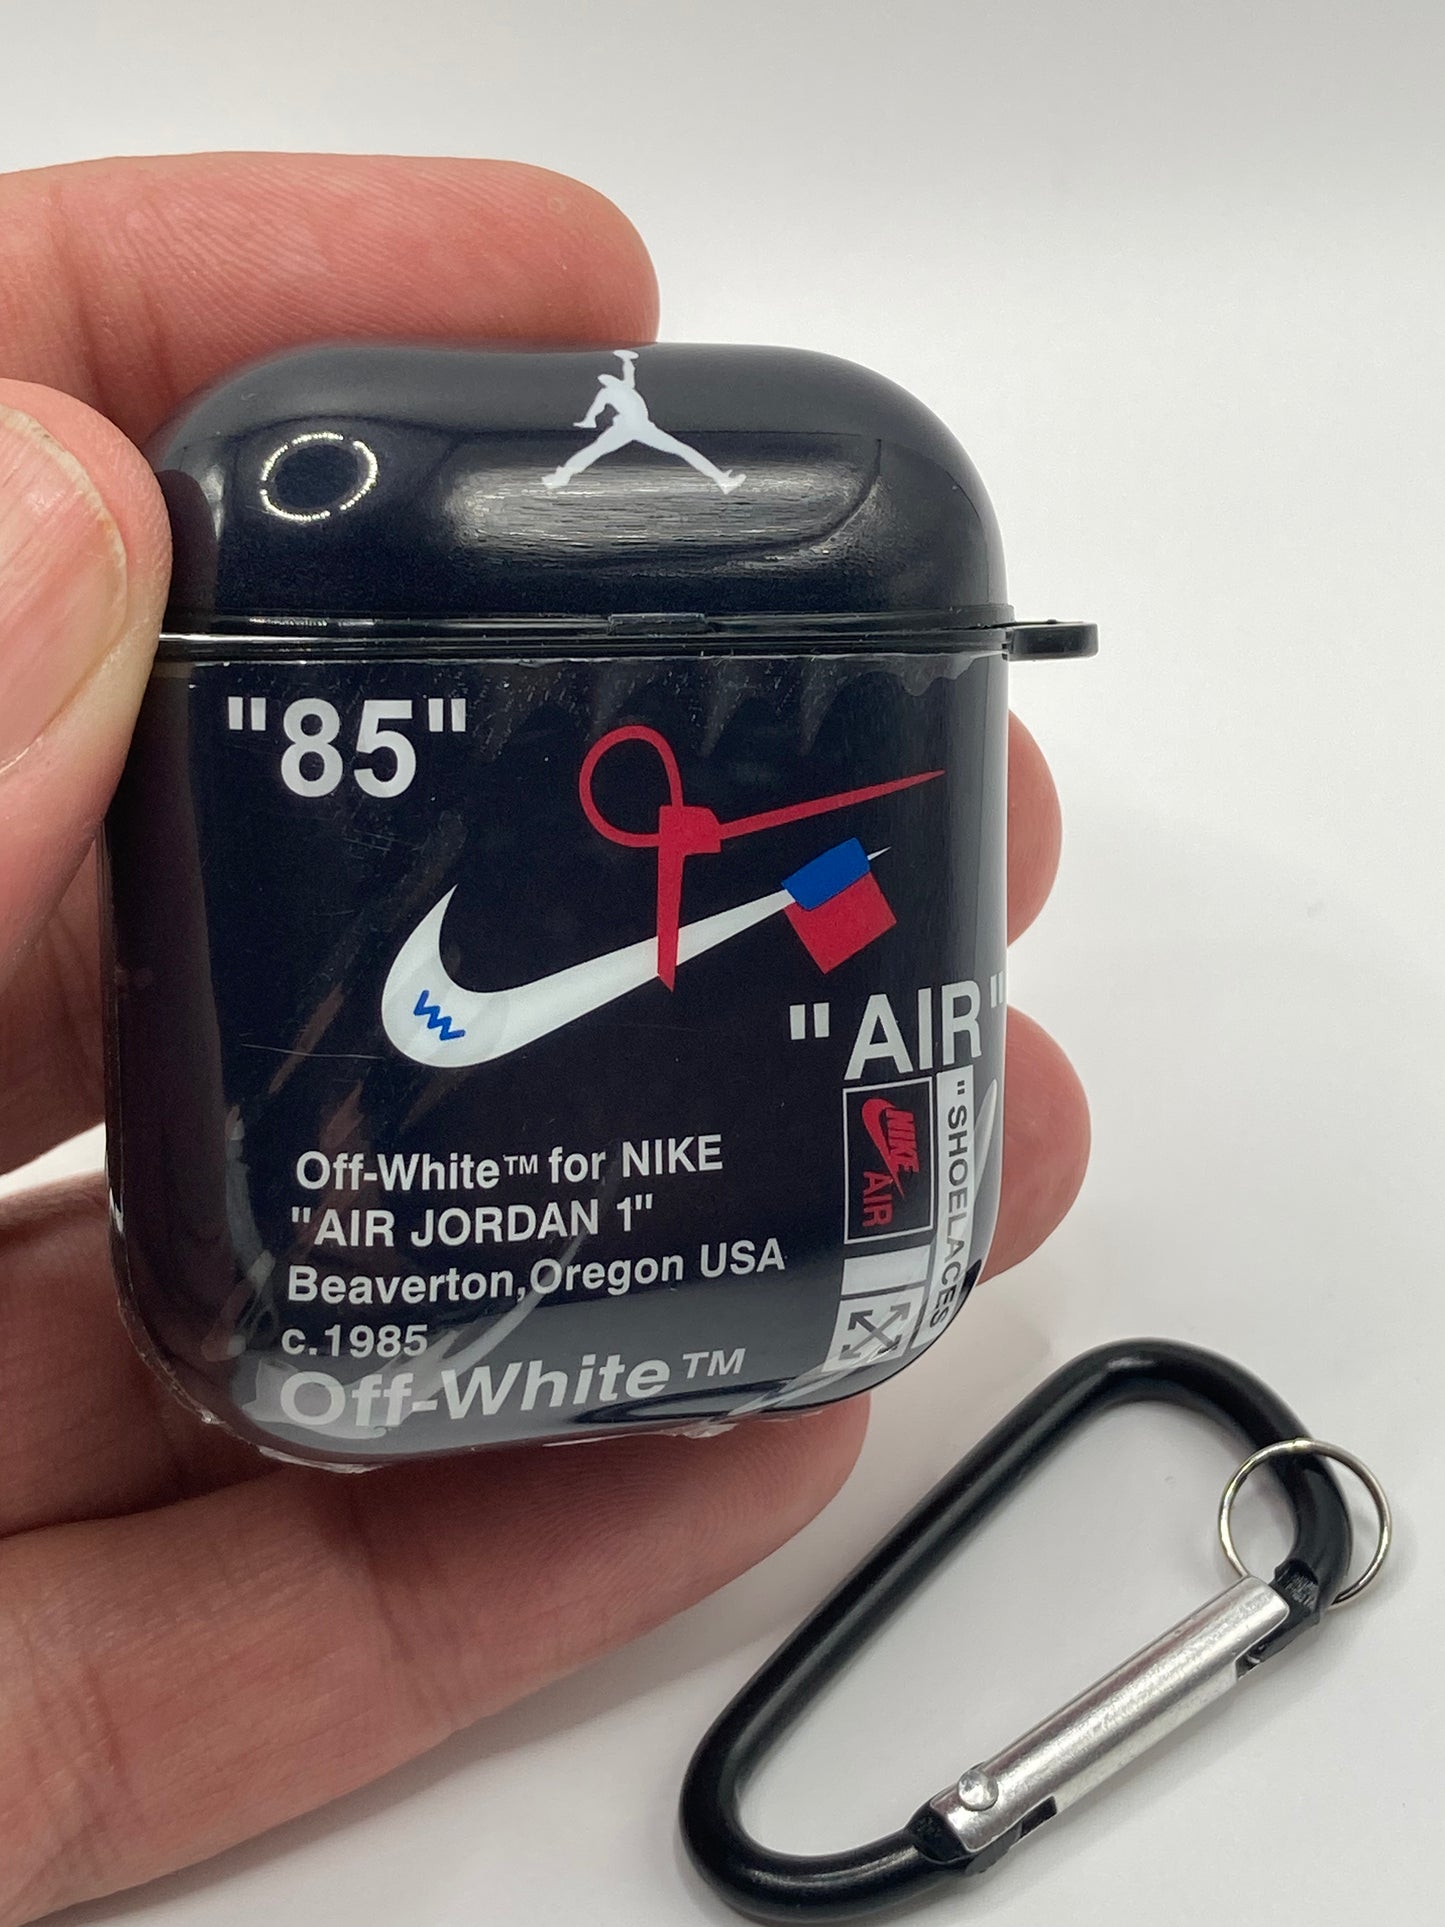 "85"
"AIR"
NIKE
AIR
"SHOELACES
Off-White™ for NIKE
"AIR JORDAN 1"
Beaverton,Oregon USA
c.1985
Off-White™